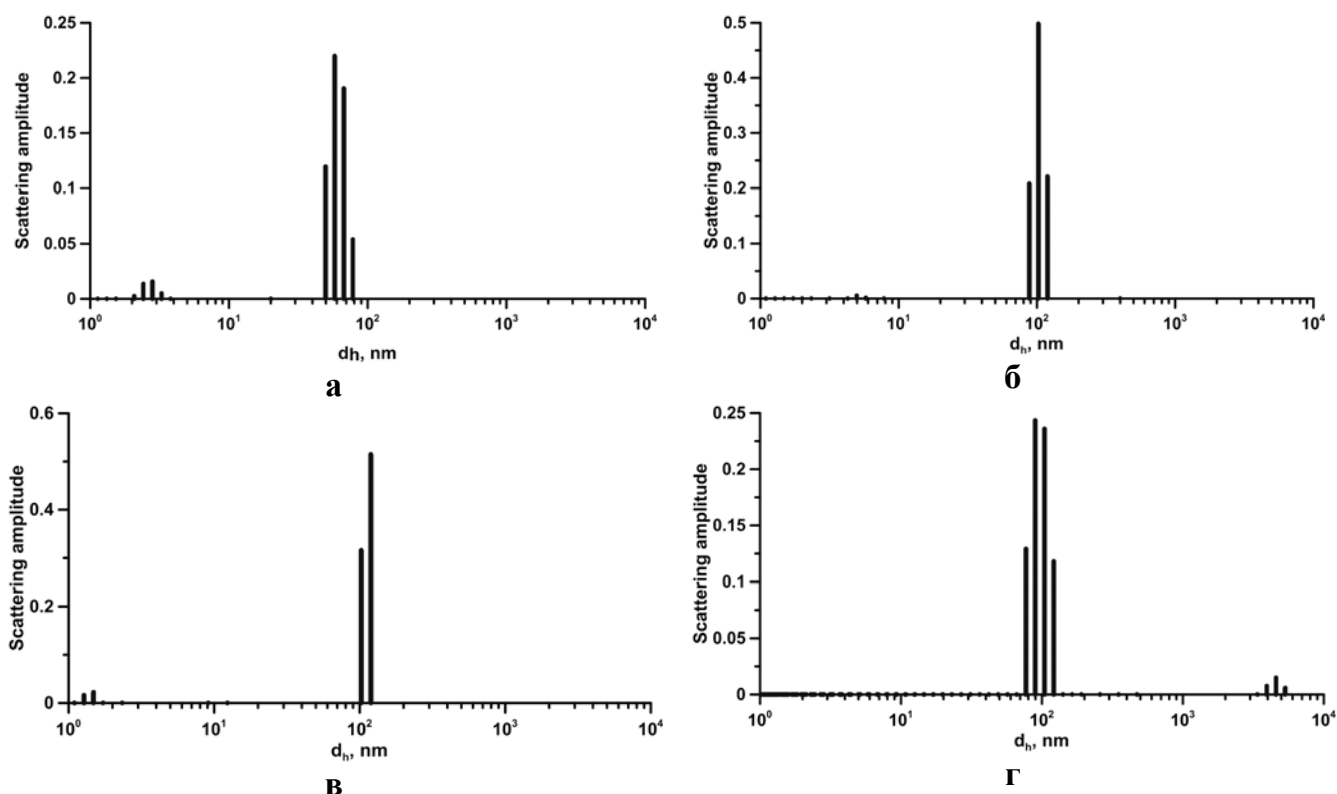 0.25
0.2
0.15
0.1
0.05
0
Scattering amplitude
10⁰ 10¹ 10² 10³ 10⁴
dh, nm
а
0.5
0.4
0.3
0.2
0.1
0
Scattering amplitude
10⁰ 10¹ 10² 10³ 10⁴
dₕ, nm
б
0.6
0.4
0.2
0
Scattering amplitude
10⁰ 10¹ 10² 10³ 10⁴
dₕ, nm
в
0.25
0.2
0.15
0.1
0.05
0
Scattering amplitude
10⁰ 10¹ 10² 10³ 10⁴
dₕ, nm
г